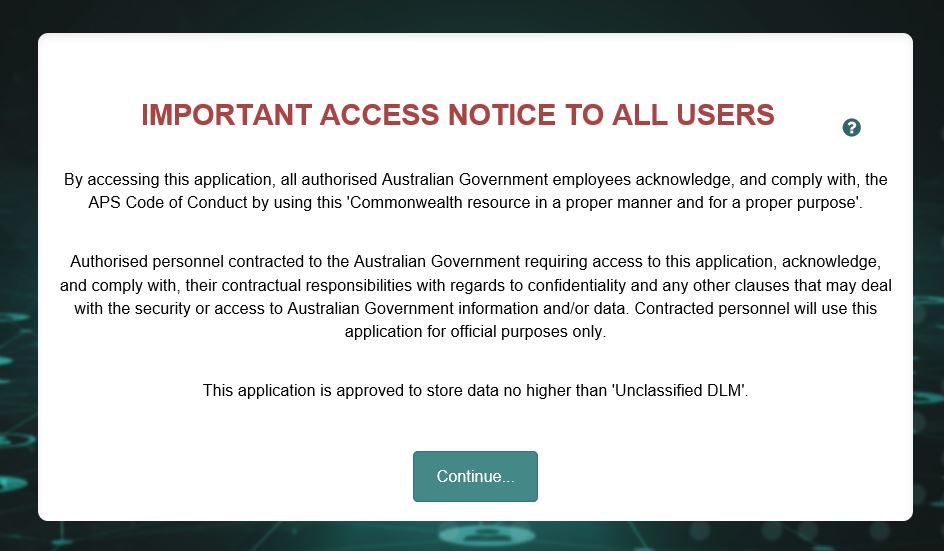 IMPORTANT ACCESS NOTICE TO ALL USERS
?
By accessing this application, all authorised Australian Government employees acknowledge, and comply with, the
APS Code of Conduct by using this 'Commonwealth resource in a proper manner and for a proper purpose'.
Authorised personnel contracted to the Australian Government requiring access to this application, acknowledge,
and comply with, their contractual responsibilities with regards to confidentiality and any other clauses that may deal
with the security or access to Australian Government information and/or data. Contracted personnel will use this
application for official purposes only.
This application is approved to store data no higher than 'Unclassified DLM'.
Continue...